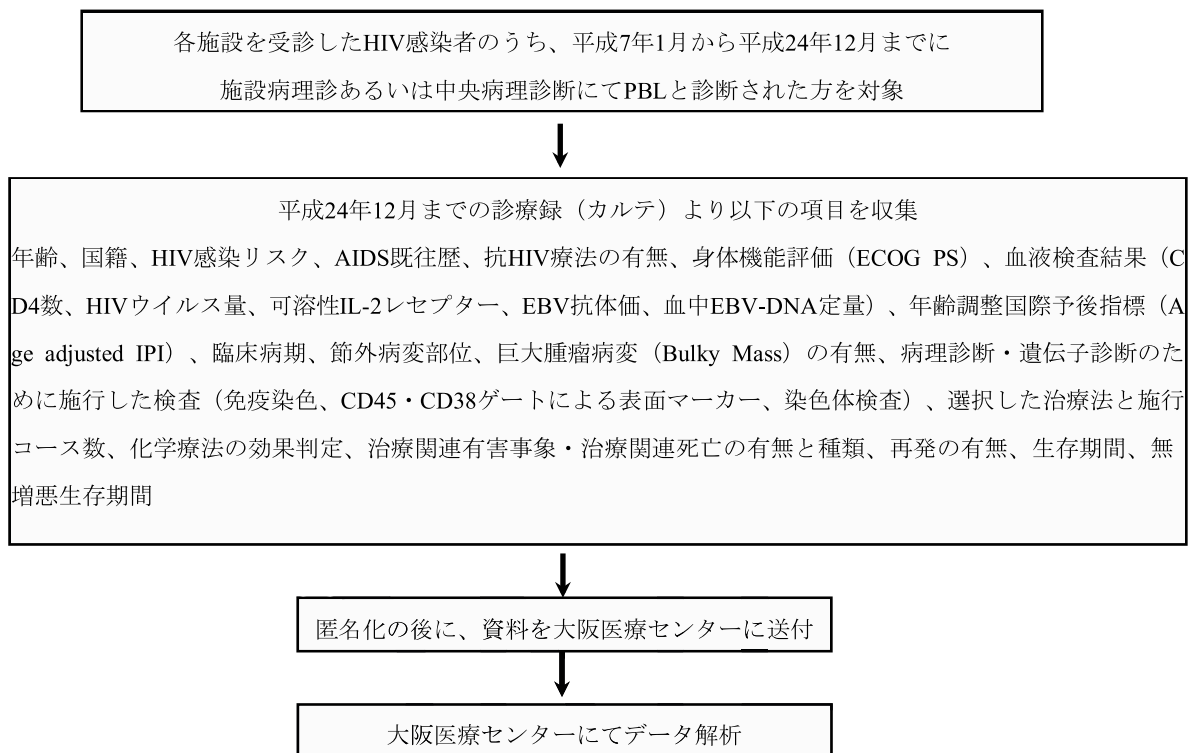 各施設を受診したHIV感染者のうち、平成7年1月から平成24年12月までに
施設病理診あるいは中央病理診断にてPBLと診断された方を対象
平成24年12月までの診療録（カルテ）より以下の項目を収集
年齢、国籍、HIV感染リスク、AIDS既往歴、抗HIV療法の有無、身体機能評価（ECOG PS）、血液検査結果（C
D4数、HIVウイルス量、可溶性IL-2レセプター、EBV抗体価、血中EBV-DNA定量）、年齢調整国際予後指標（A
ge adjusted IPI）、臨床病期、節外病変部位、巨大腫瘤病変（Bulky Mass）の有無、病理診断・遺伝子診断のた
めに施行した検査（免疫染色、CD45・CD38ゲートによる表面マーカー、染色体検査）、選択した治療法と施行
コース数、化学療法の効果判定、治療関連有害事象・治療関連死亡の有無と種類、再発の有無、生存期間、無
増悪生存期間
匿名化の後に、資料を大阪医療センターに送付
大阪医療センターにてデータ解析